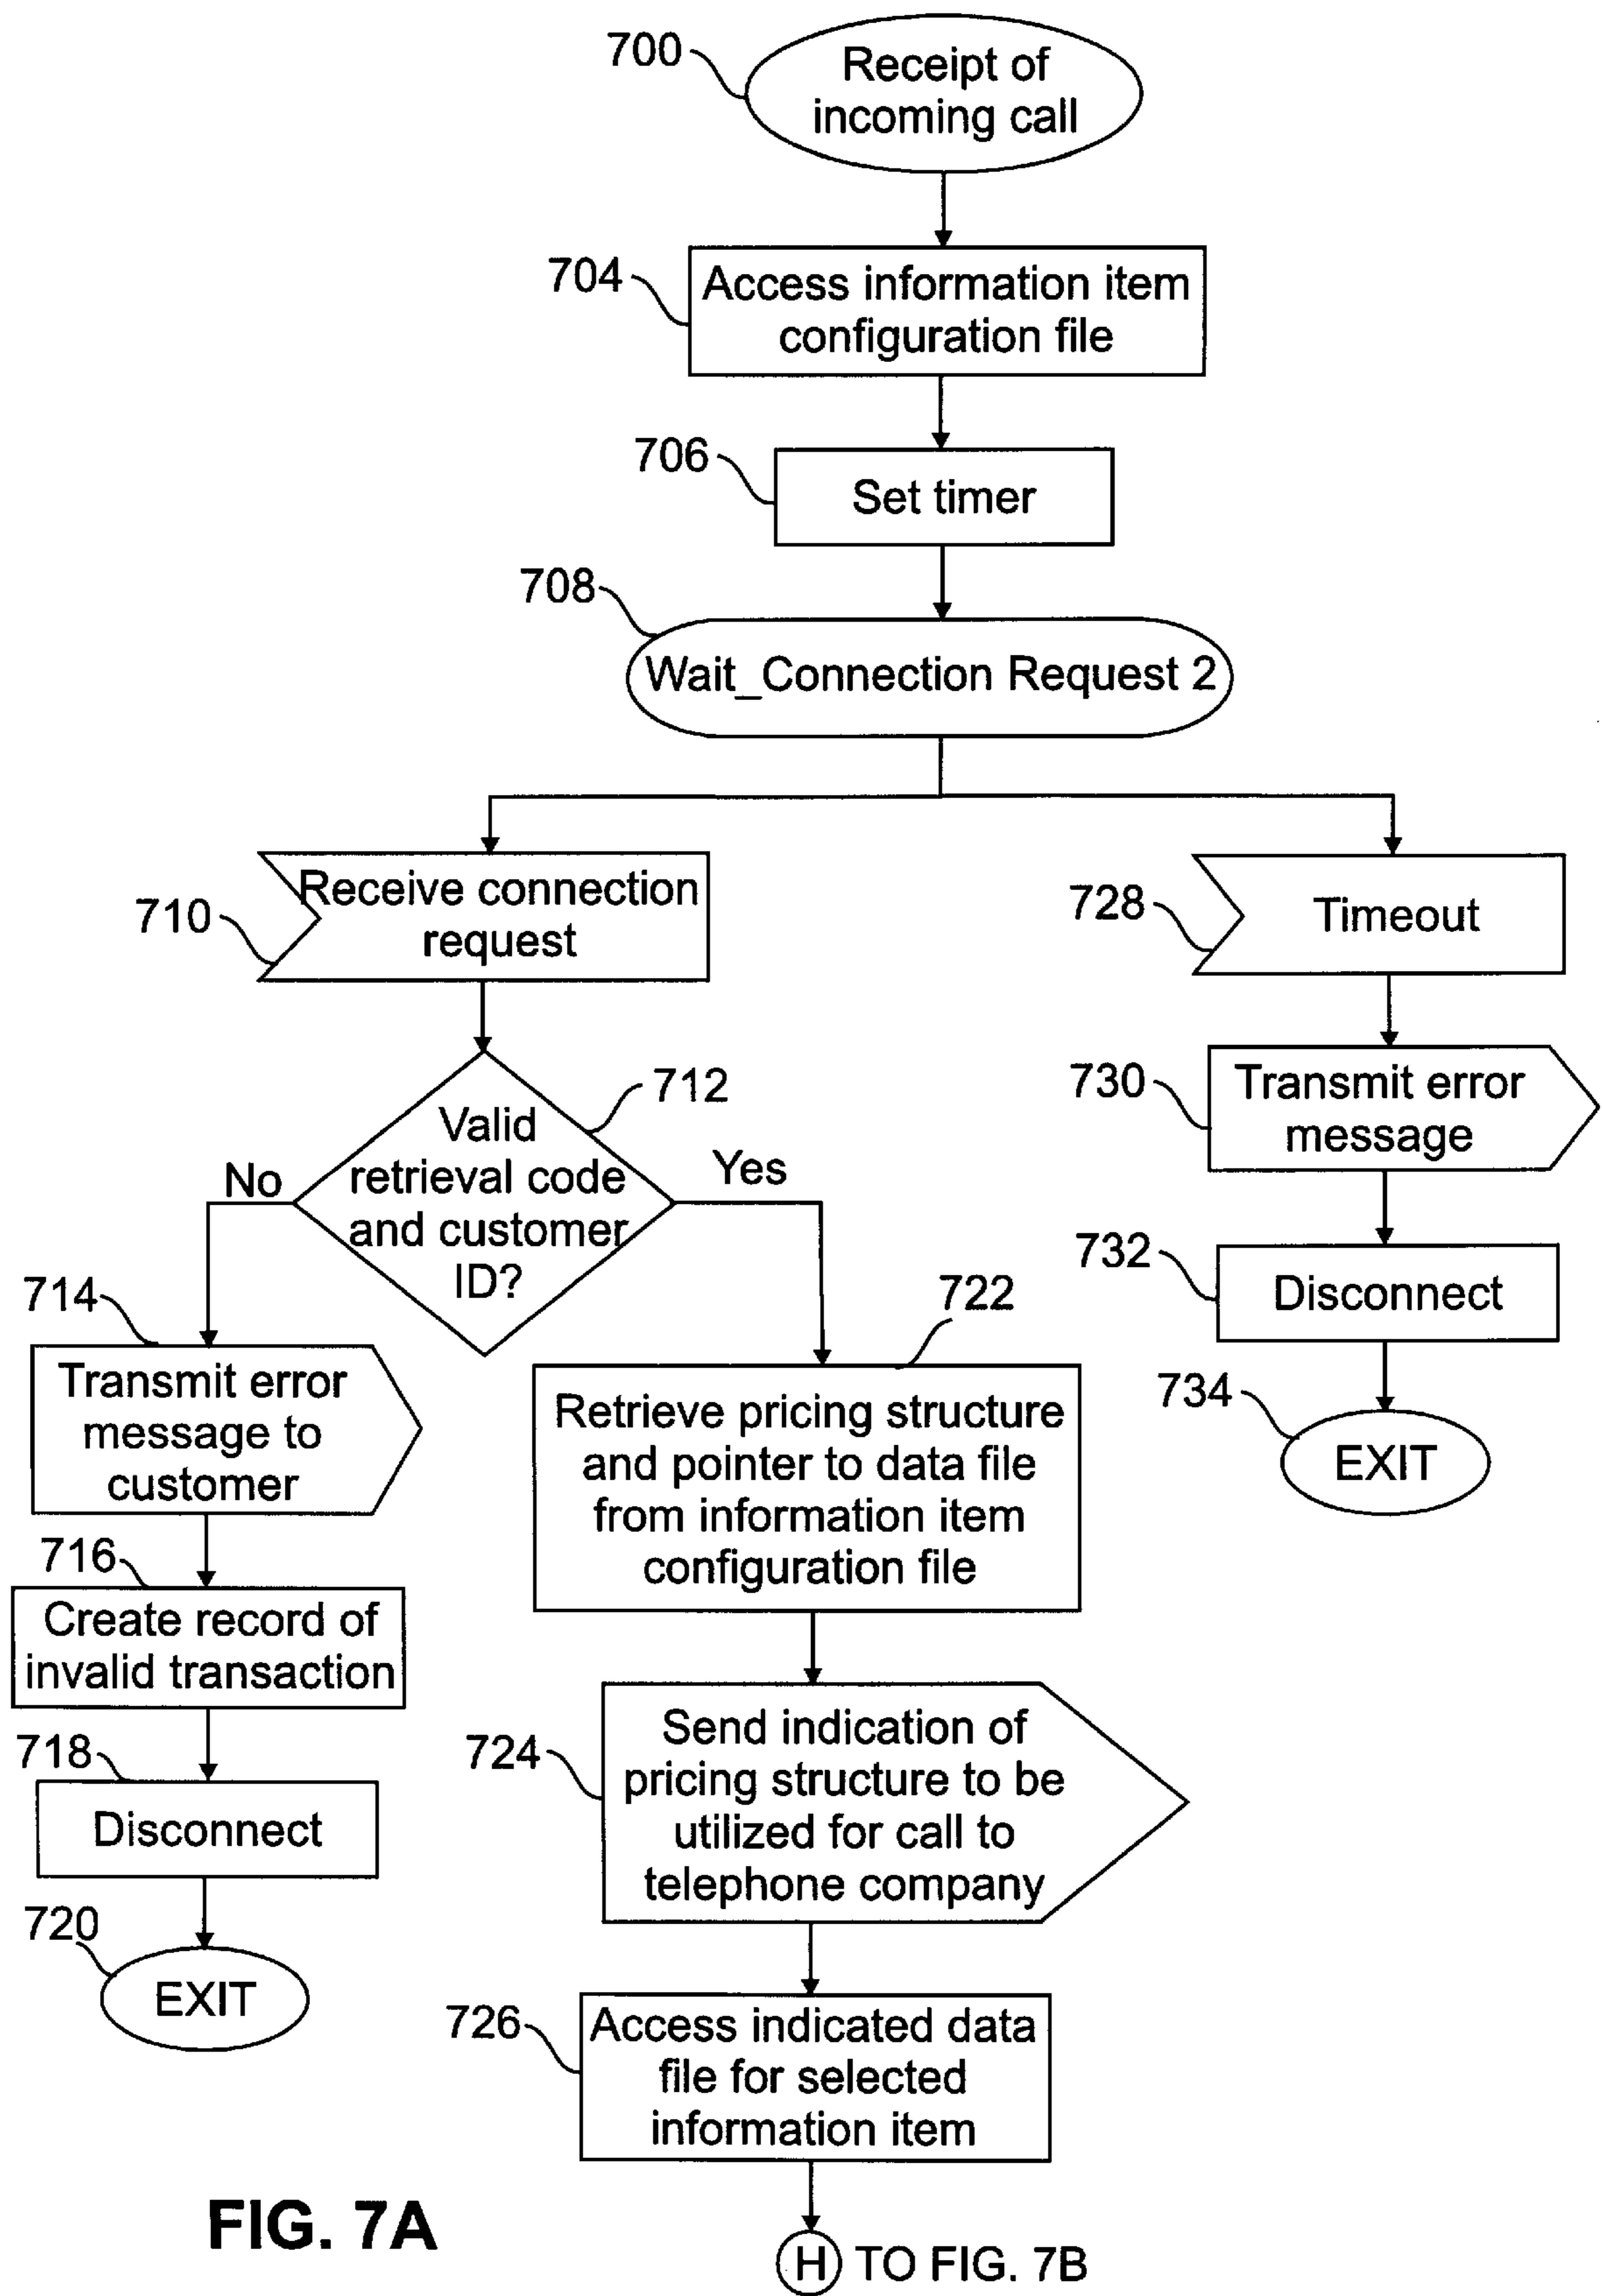 700
Receipt of
incoming call
704
Access information item
configuration file
706
Set timer
708
Wait_Connection Request 2
710
Receive connection
request
728
Timeout
712
Valid
retrieval code
and customer
ID?
No
Yes
730
Transmit error
message
732
Disconnect
734
EXIT
714
Transmit error
message to
customer
716
Create record of
invalid transaction
718
Disconnect
720
EXIT
722
Retrieve pricing structure
and pointer to data file
from information item
configuration file
724
Send indication of
pricing structure to be
utilized for call to
telephone company
726
Access indicated data
file for selected
information item
H TO FIG. 7B
FIG. 7A